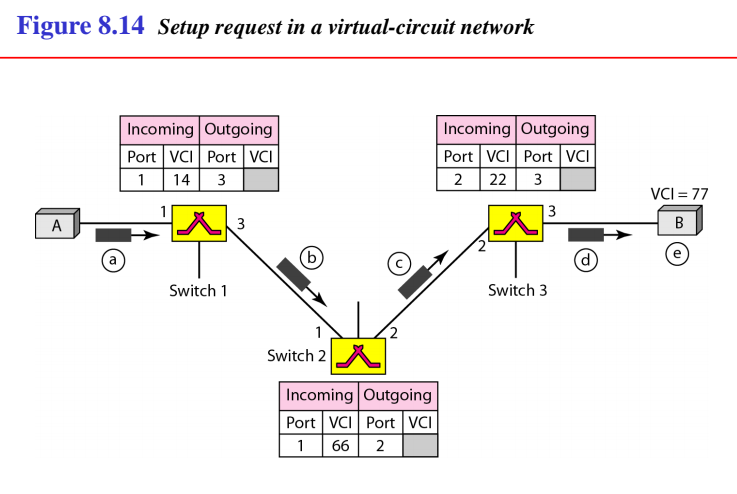 Figure 8.14 Setup request in a virtual-circuit network
Incoming Outgoing
Port VCI Port VCI
1 14 3
Incoming Outgoing
Port VCI Port VCI
2 22 3
VCI = 77
A
1
3
a
b
Switch 1
c
2
3
B
d
e
Switch 3
1
2
Switch 2
Incoming Outgoing
Port VCI Port VCI
1 66 2